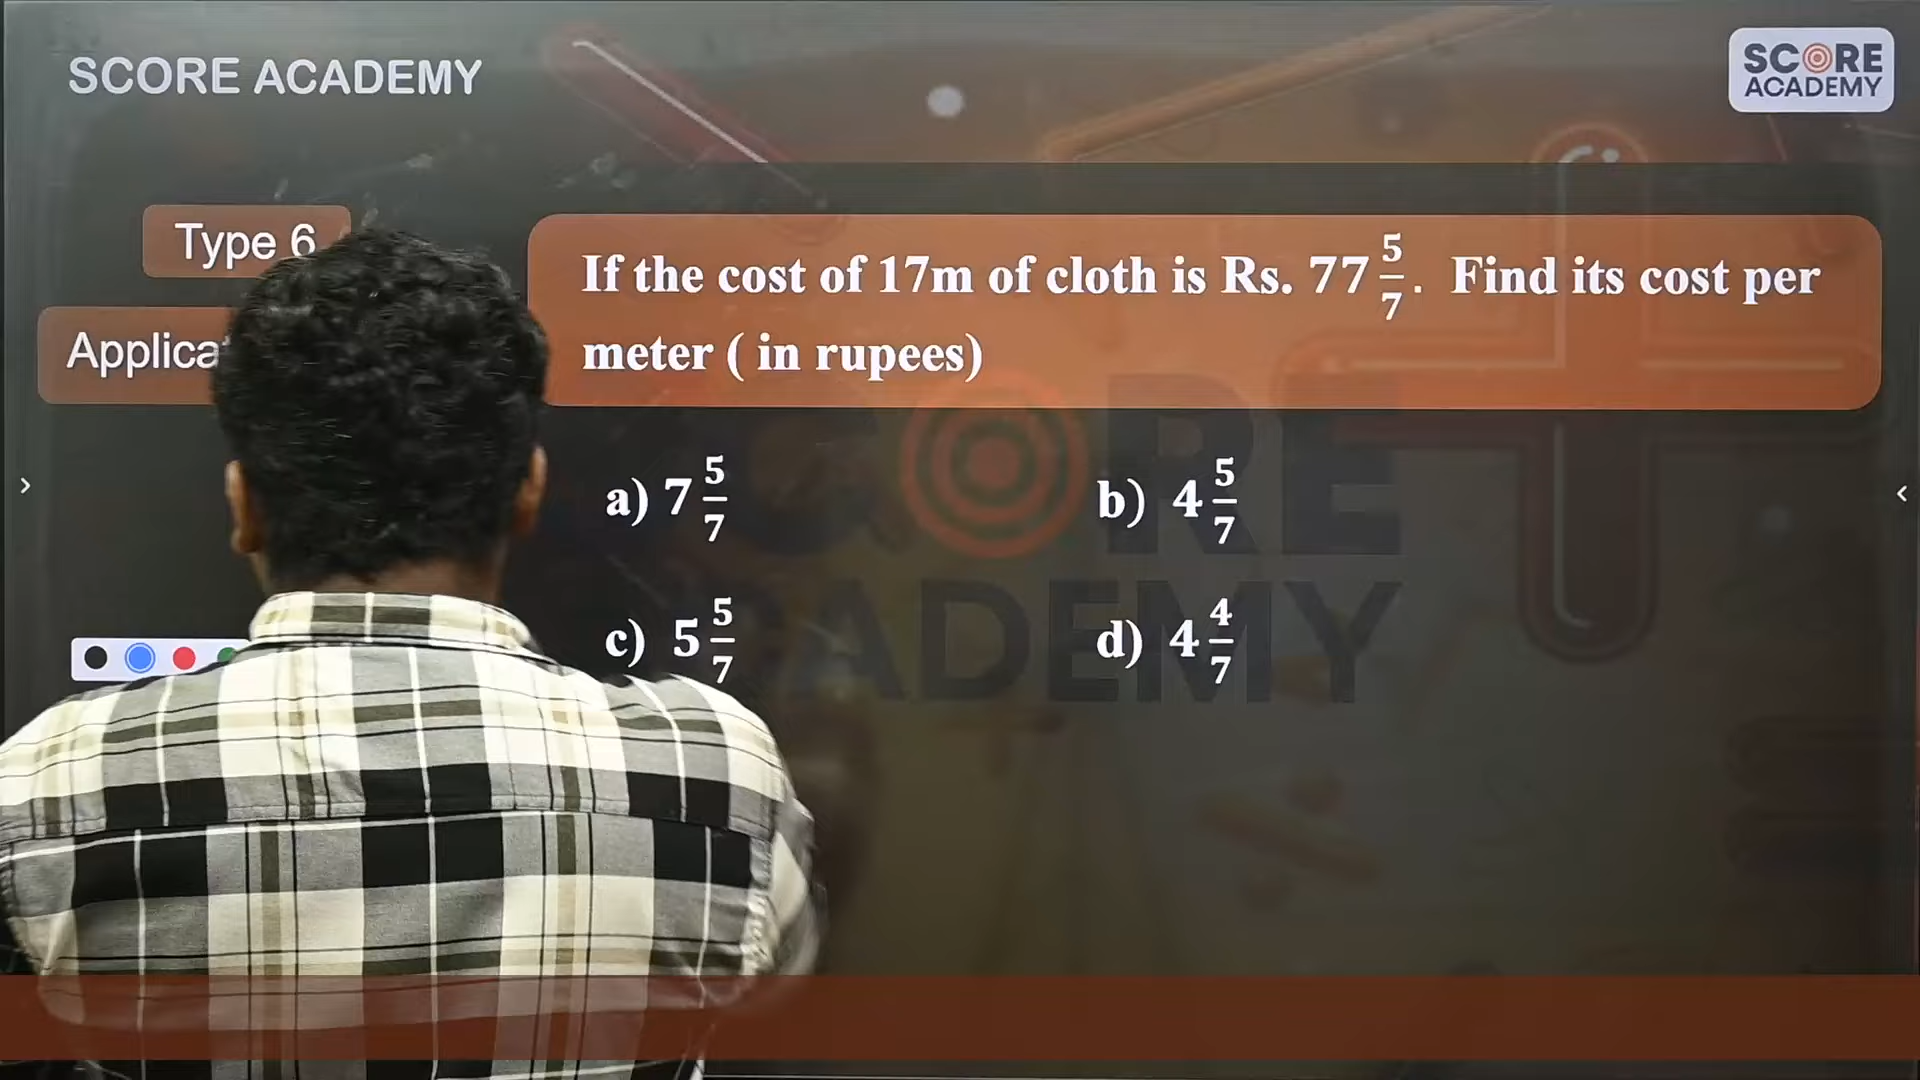 SCORE ACADEMY
SCORE
ACADEMY
Type 6
If the cost of 17m of cloth is Rs. 77 5/7. Find its cost per
meter ( in rupees)
a) 7 5/7
b) 4 5/7
c) 5 5/7
d) 4 4/7